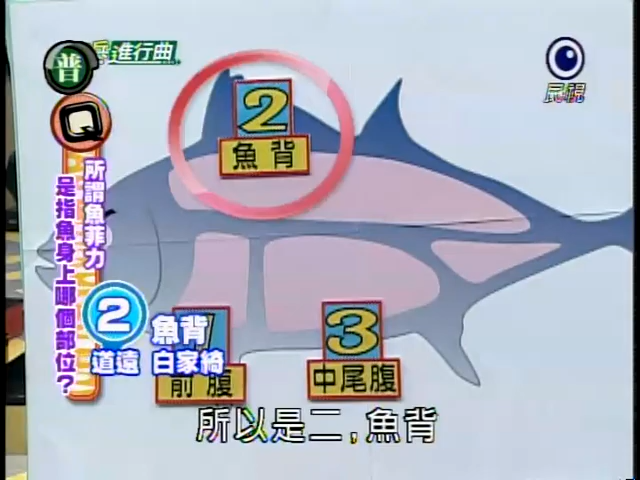 普
進行曲
民視
Q
所謂魚菲力
是指魚身上哪個部位?
2
魚背
2
魚背
道遠 白家綺
前腹
3
中尾腹
所以是二,魚背